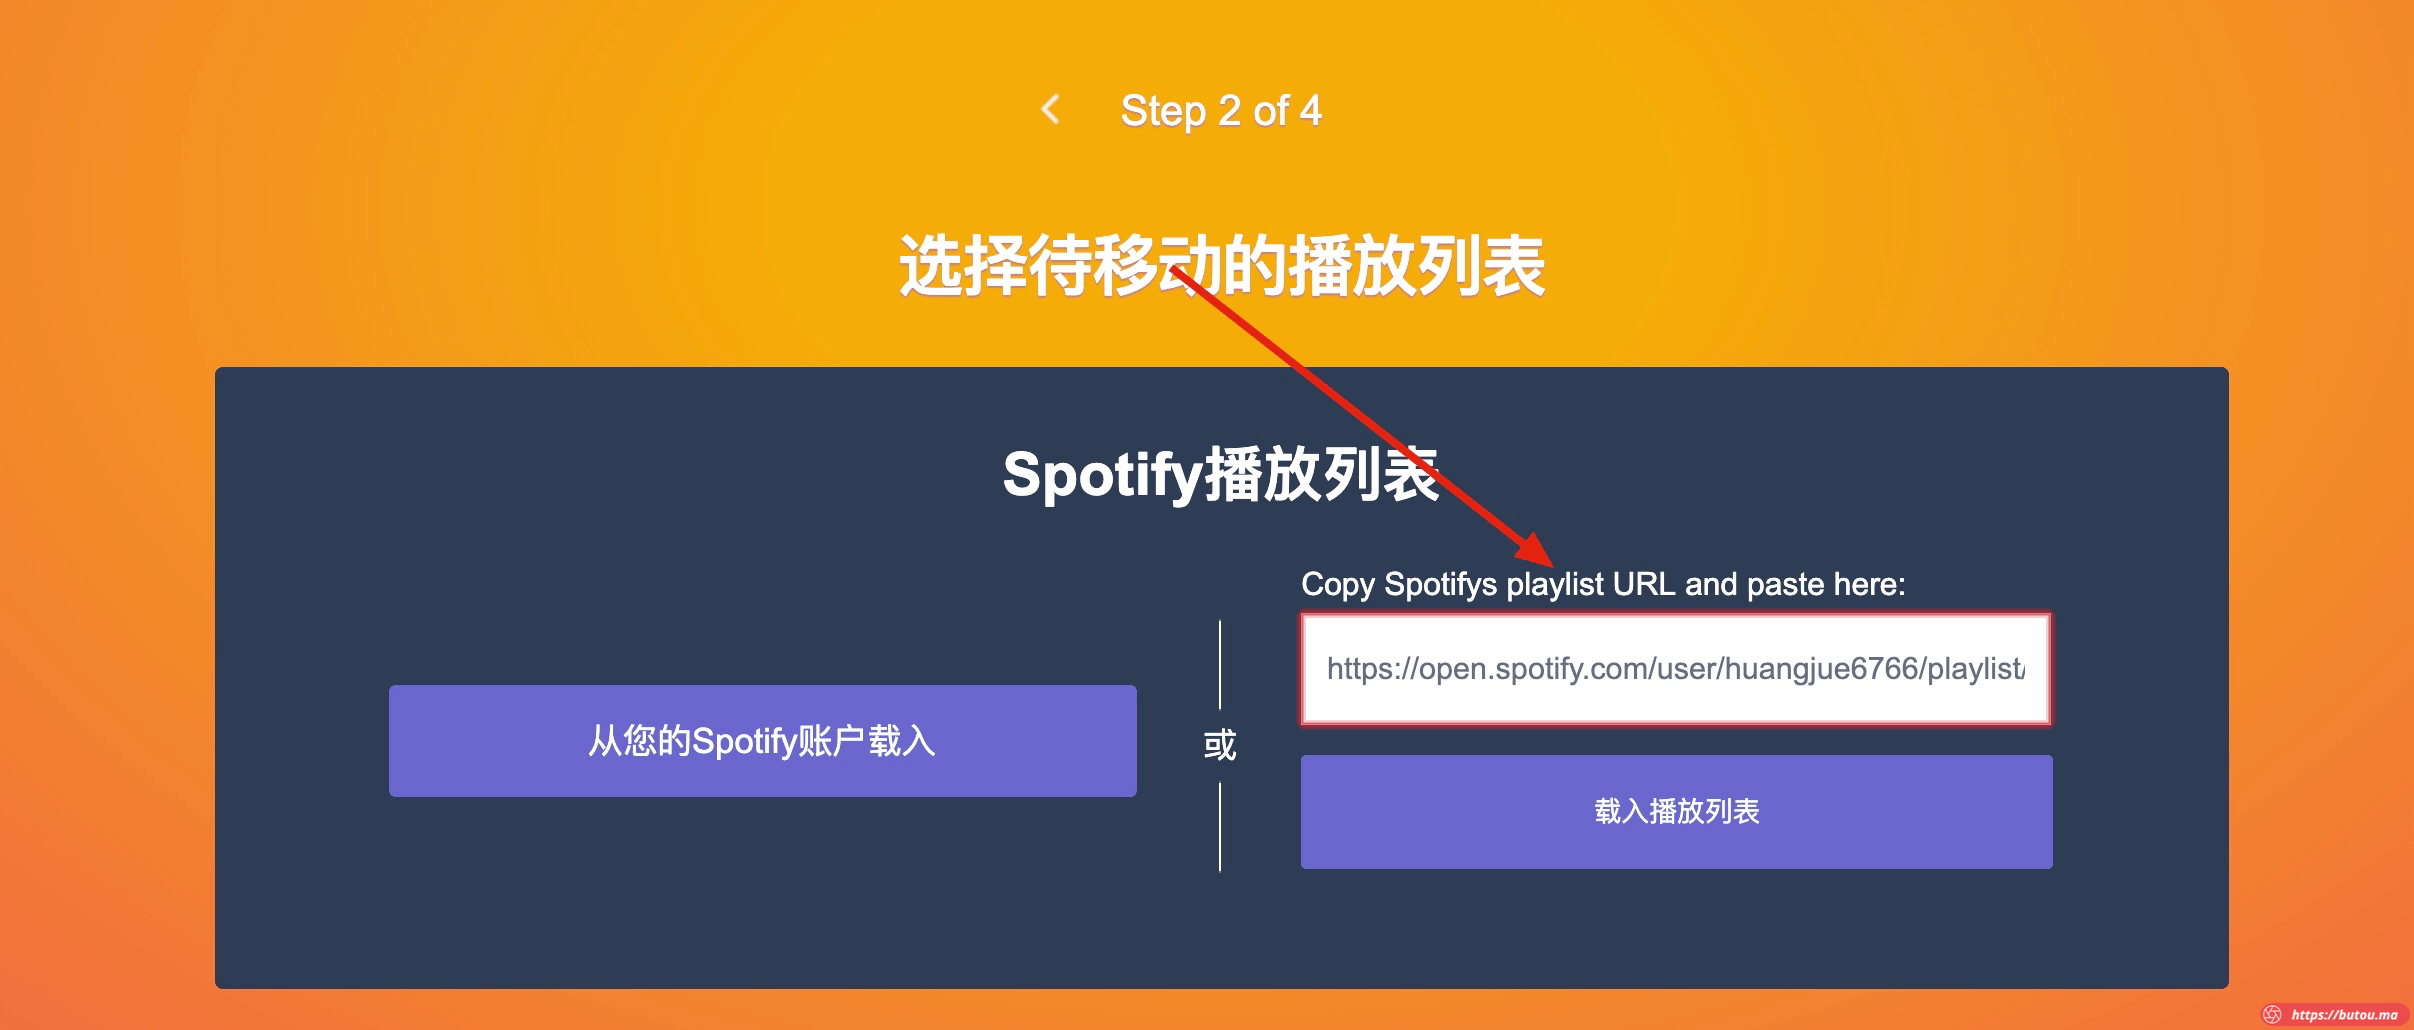 Step 2 of 4
选择待移动的播放列表
Spotify播放列表
Copy Spotifys playlist URL and paste here:
https://open.spotify.com/user/huangjue6766/playlist/
从您的Spotify账户载入
或
载入播放列表
https://butou.ma